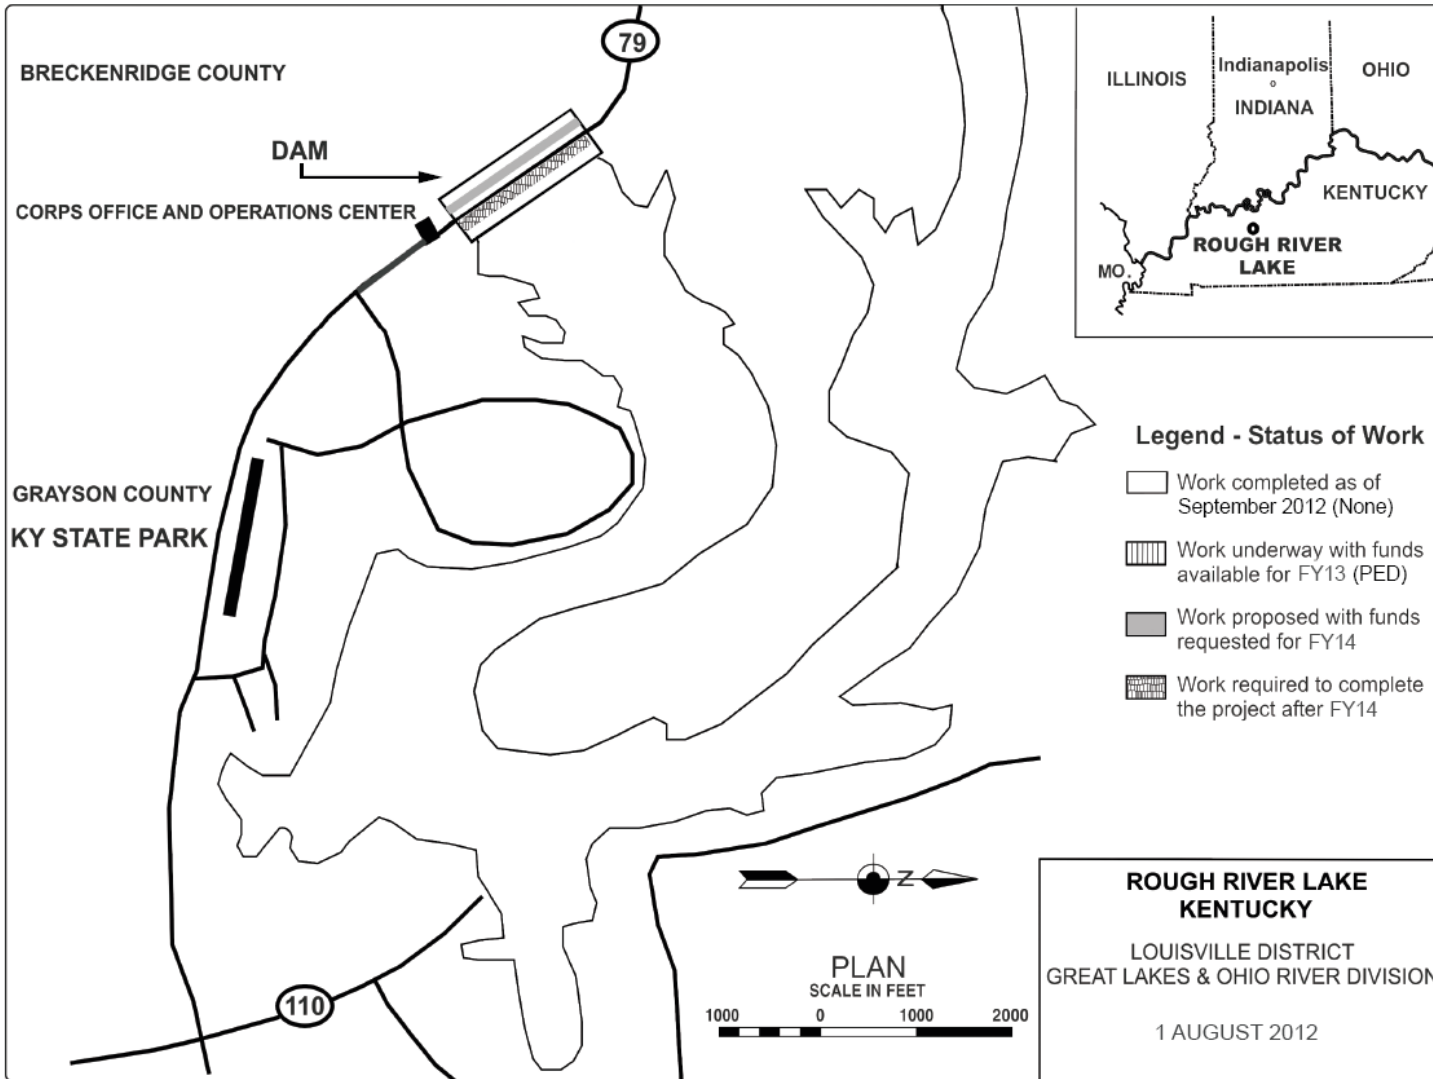 79
BRECKENRIDGE COUNTY
DAM
CORPS OFFICE AND OPERATIONS CENTER
GRAYSON COUNTY
KY STATE PARK
110
ILLINOIS
Indianapolis
INDIANA
OHIO
KENTUCKY
ROUGH RIVER
LAKE
MO.
Legend - Status of Work
Work completed as of
September 2012 (None)
Work underway with funds
available for FY13 (PED)
Work proposed with funds
requested for FY14
Work required to complete
the project after FY14
N
PLAN
SCALE IN FEET
1000 0 1000 2000
ROUGH RIVER LAKE
KENTUCKY
LOUISVILLE DISTRICT
GREAT LAKES & OHIO RIVER DIVISION
1 AUGUST 2012